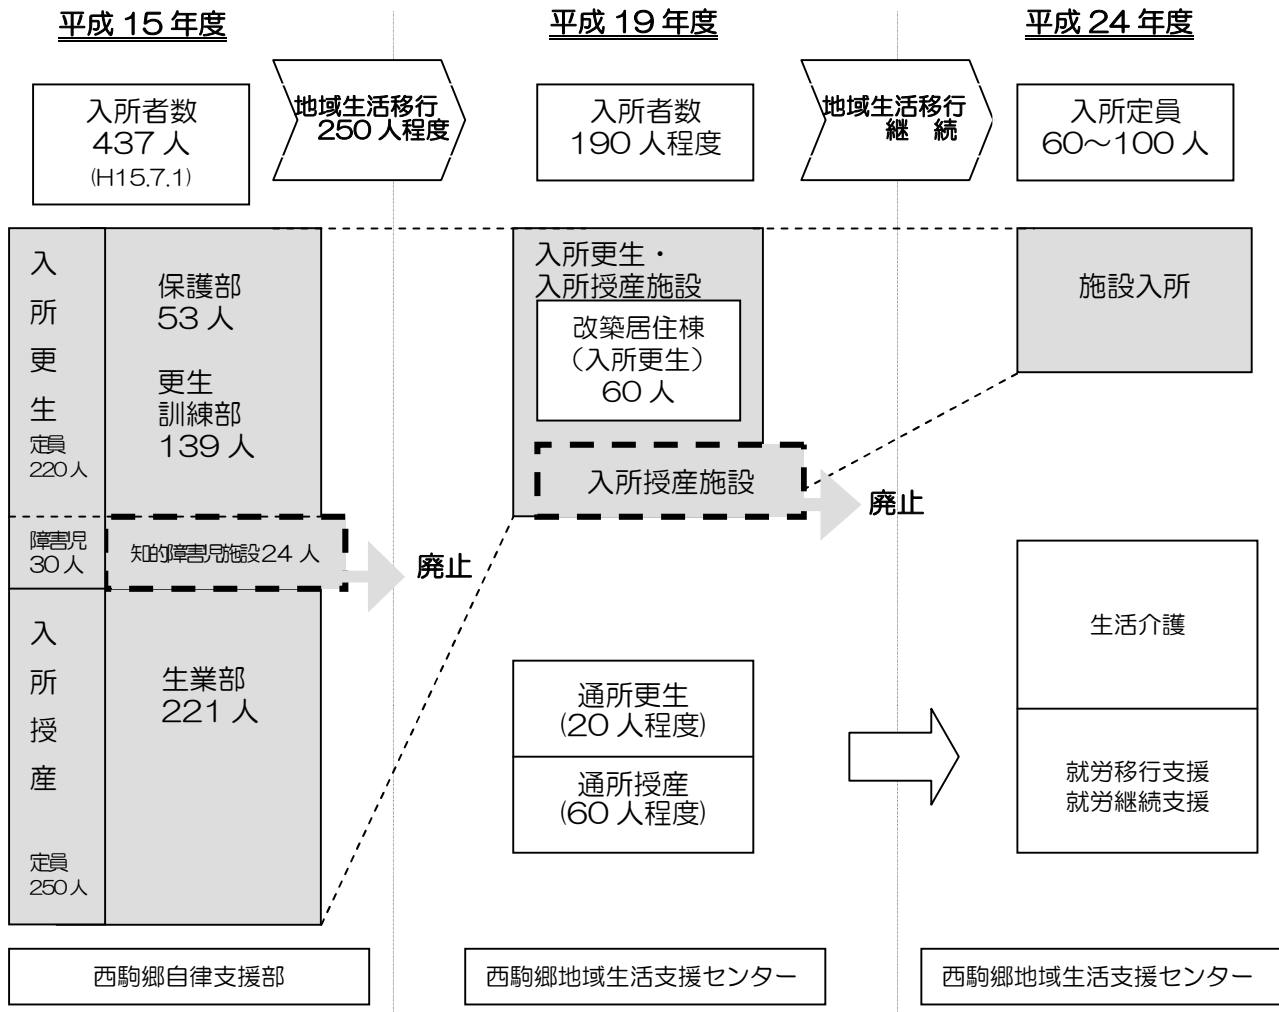 平成 15 年度
平成 19 年度
平成 24 年度
入所者数
437 人
(H15.7.1)
地域生活移行
250 人程度
入所者数
190 人程度
地域生活移行
継 続
入所定員
60〜100 人
入所更生
定員
220 人
保護部
53 人
更生
訓練部
139 人
障害児
30 人
知的障害児施設 24 人
廃止
入所授産
定員
250 人
生業部
221 人
入所更生・
入所授産施設
改築居住棟
（入所更生）
60 人
入所授産施設
廃止
通所更生
(20 人程度)
通所授産
(60 人程度)
施設入所
生活介護
就労移行支援
就労継続支援
西駒郷自律支援部
西駒郷地域生活支援センター
西駒郷地域生活支援センター